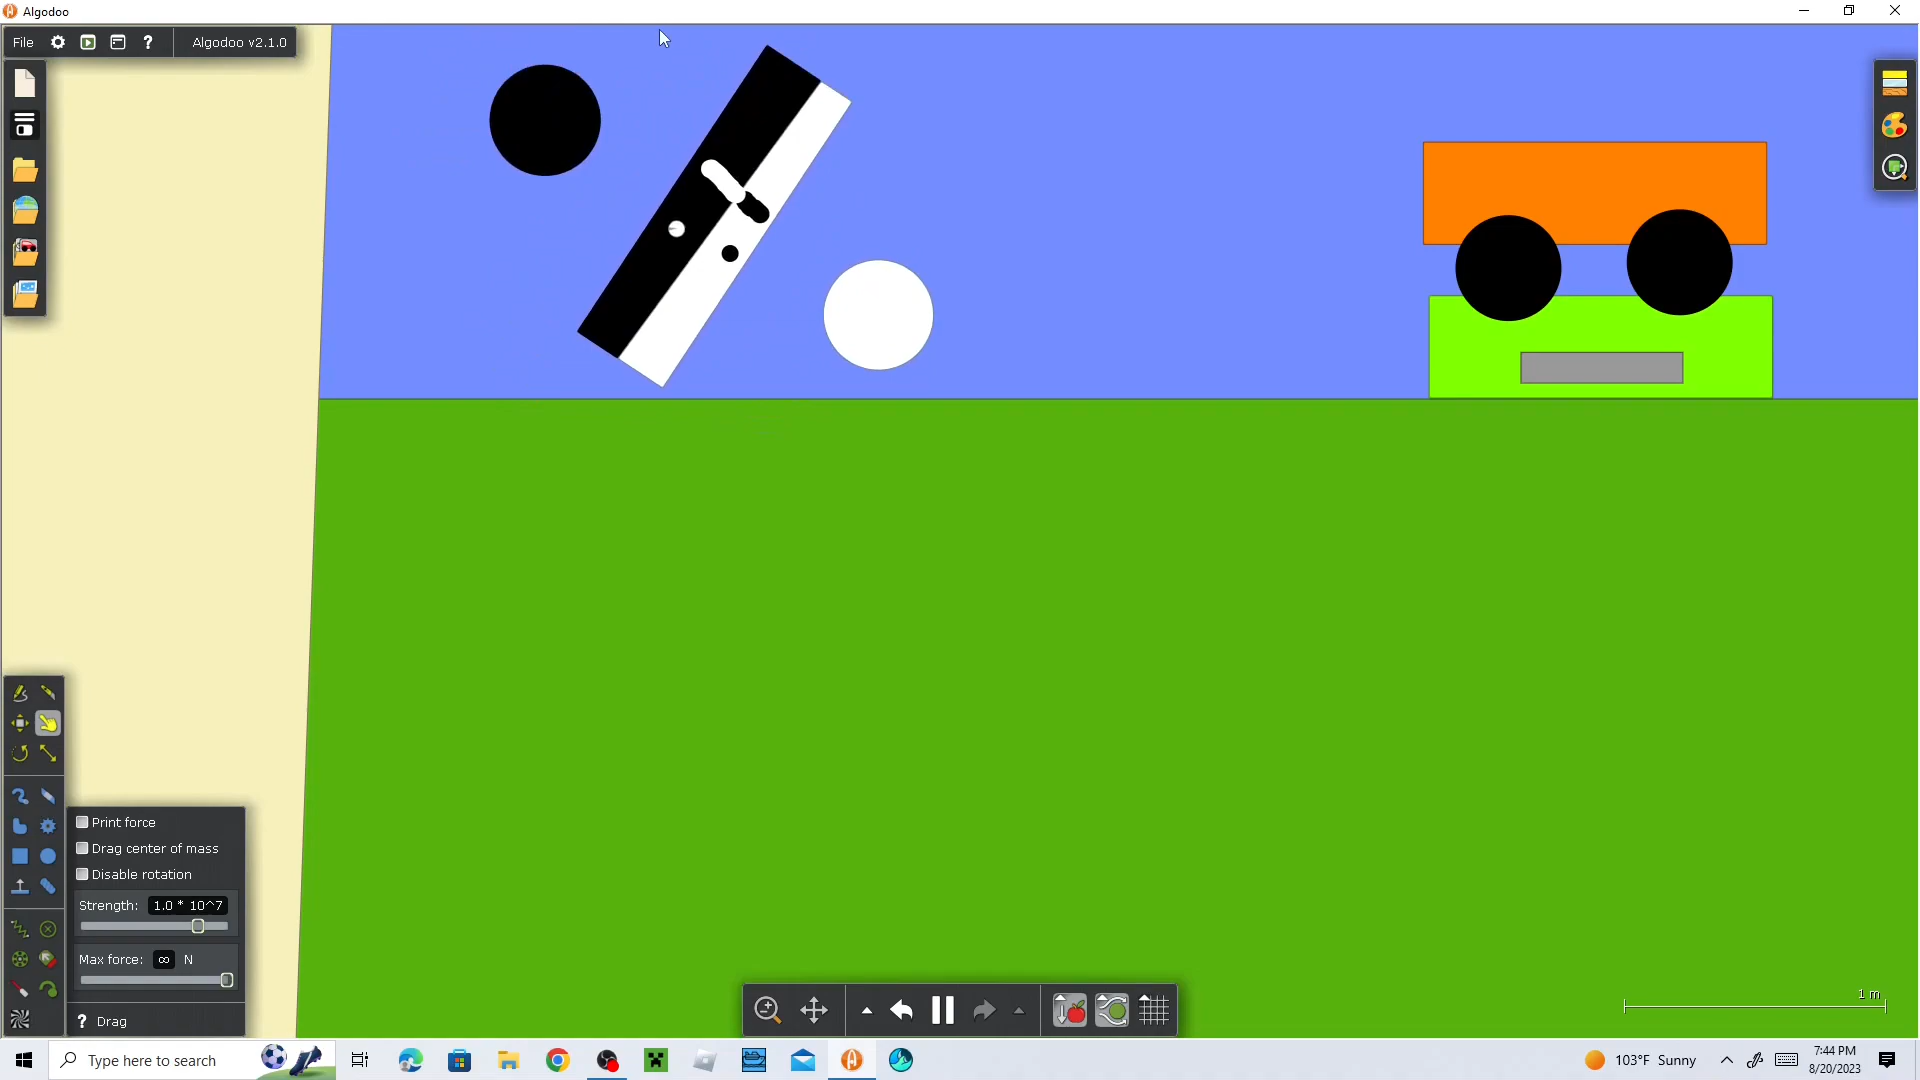 Algodoo
File
?
Algodoo v2.1.0
Print force
Drag center of mass
Disable rotation
Strength: 1.0 * 10^7
Max force: ∞ N
? Drag
1 m
Type here to search
103°F Sunny
7:44 PM
8/20/2023